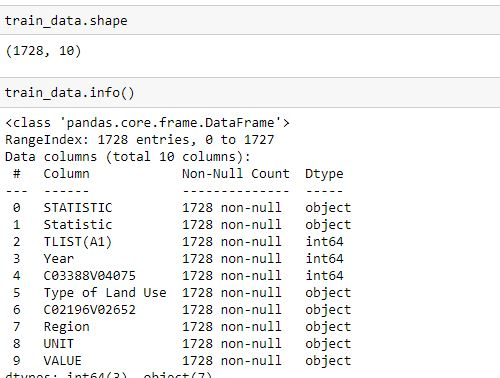 train_data.shape
(1728, 10)
train_data.info()
<class 'pandas.core.frame.DataFrame'>
RangeIndex: 1728 entries, 0 to 1727
Data columns (total 10 columns):
 #   Column            Non-Null Count  Dtype
---  ------            --------------  -----
 0   STATISTIC         1728 non-null   object
 1   Statistic         1728 non-null   object
 2   TLIST(A1)         1728 non-null   int64
 3   Year              1728 non-null   int64
 4   C03388V04075      1728 non-null   int64
 5   Type of Land Use  1728 non-null   object
 6   C02196V02652      1728 non-null   object
 7   Region            1728 non-null   object
 8   UNIT              1728 non-null   object
 9   VALUE             1728 non-null   object
dtypes: int64(3), object(7)